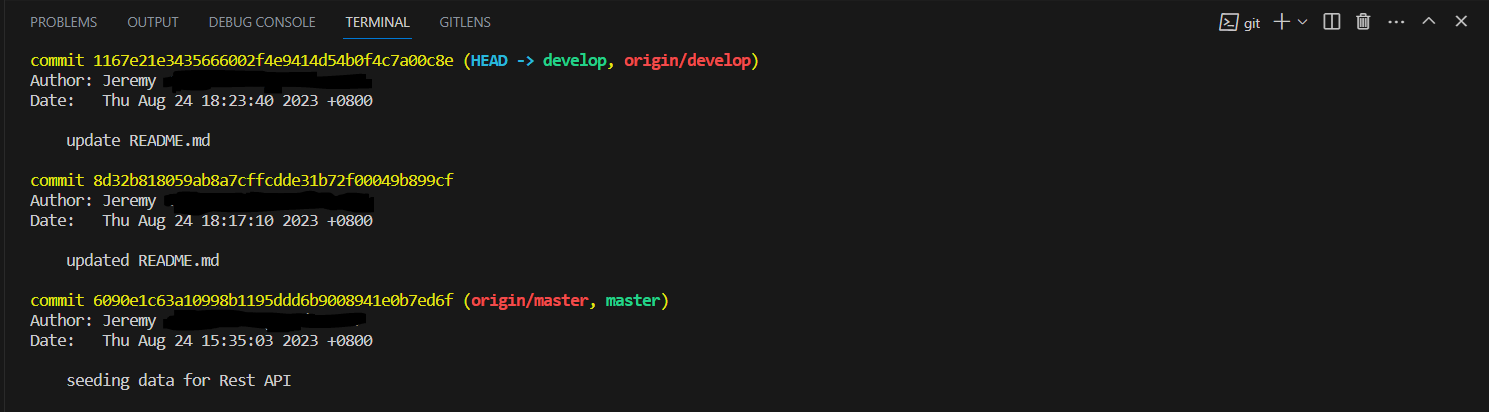 PROBLEMS OUTPUT DEBUG CONSOLE TERMINAL GITLENS git
commit 1167e21e3435666002f4e9414d54b0f4c7a00c8e (HEAD -> develop, origin/develop)
Author: Jeremy
Date:   Thu Aug 24 18:23:40 2023 +0800
update README.md
commit 8d32b818059ab8a7cffcdde31b72f00049b899cf
Author: Jeremy
Date:   Thu Aug 24 18:17:10 2023 +0800
updated README.md
commit 6090e1c63a10998b1195ddd6b9008941e0b7ed6f (origin/master, master)
Author: Jeremy
Date:   Thu Aug 24 15:35:03 2023 +0800
seeding data for Rest API